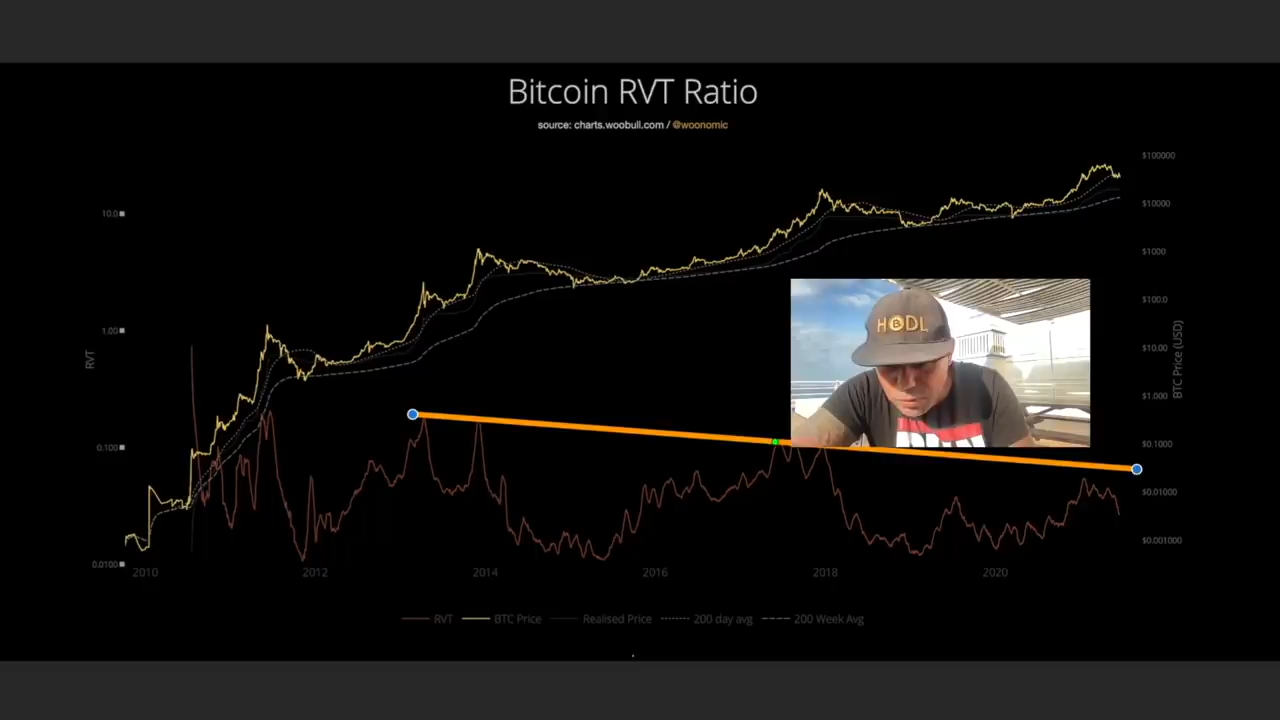 Bitcoin RVT Ratio
source: charts.woobull.com / @woonomic
$100000
10.0
$10000
$1000
$100.0
HODL
1.00
$10.00
RVT
BTC Price (USD)
$1.000
0.100
$0.1000
$0.01000
$0.001000
0.0100
2010 2012 2014 2016 2018 2020
RVT BTC Price Realised Price 200 day avg 200 Week Avg